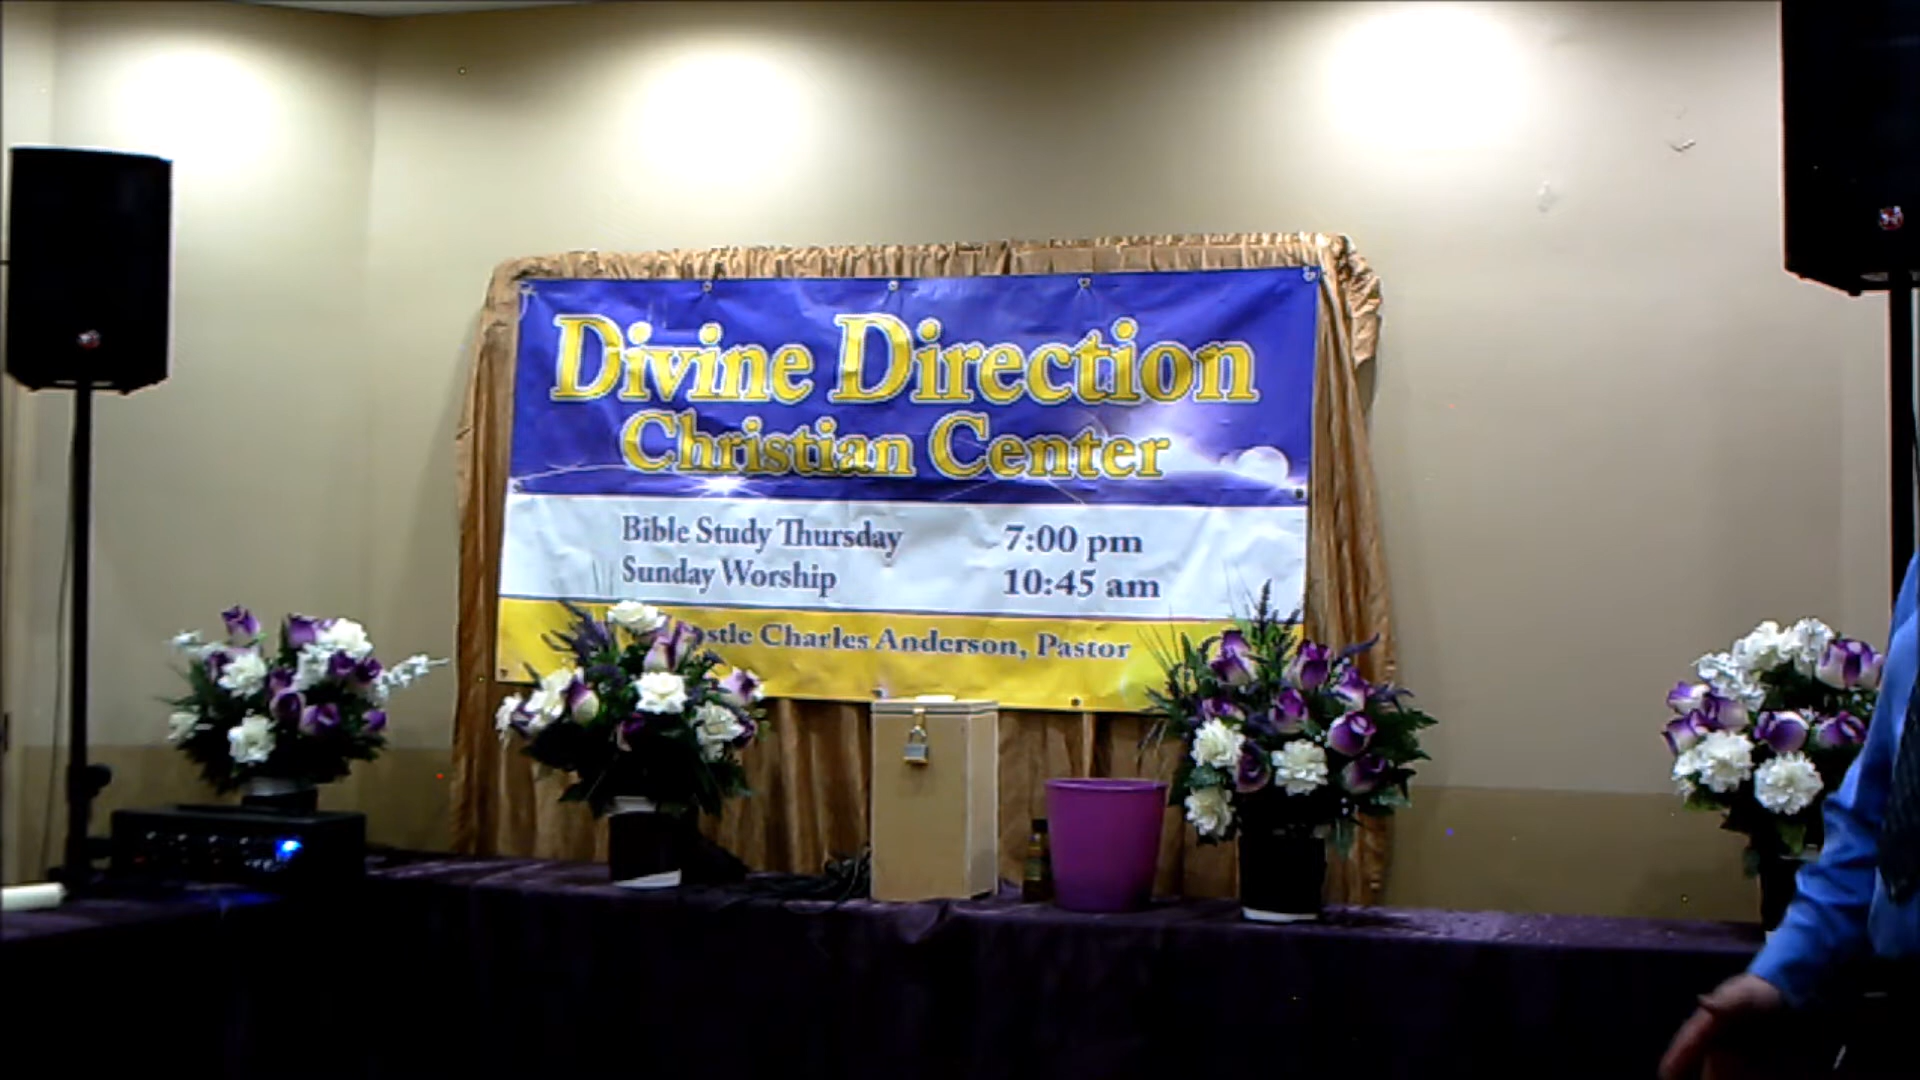 Divine Direction
Christian Center
Bible Study Thursday 7:00 pm
Sunday Worship 10:45 am
Charles Anderson, Pastor